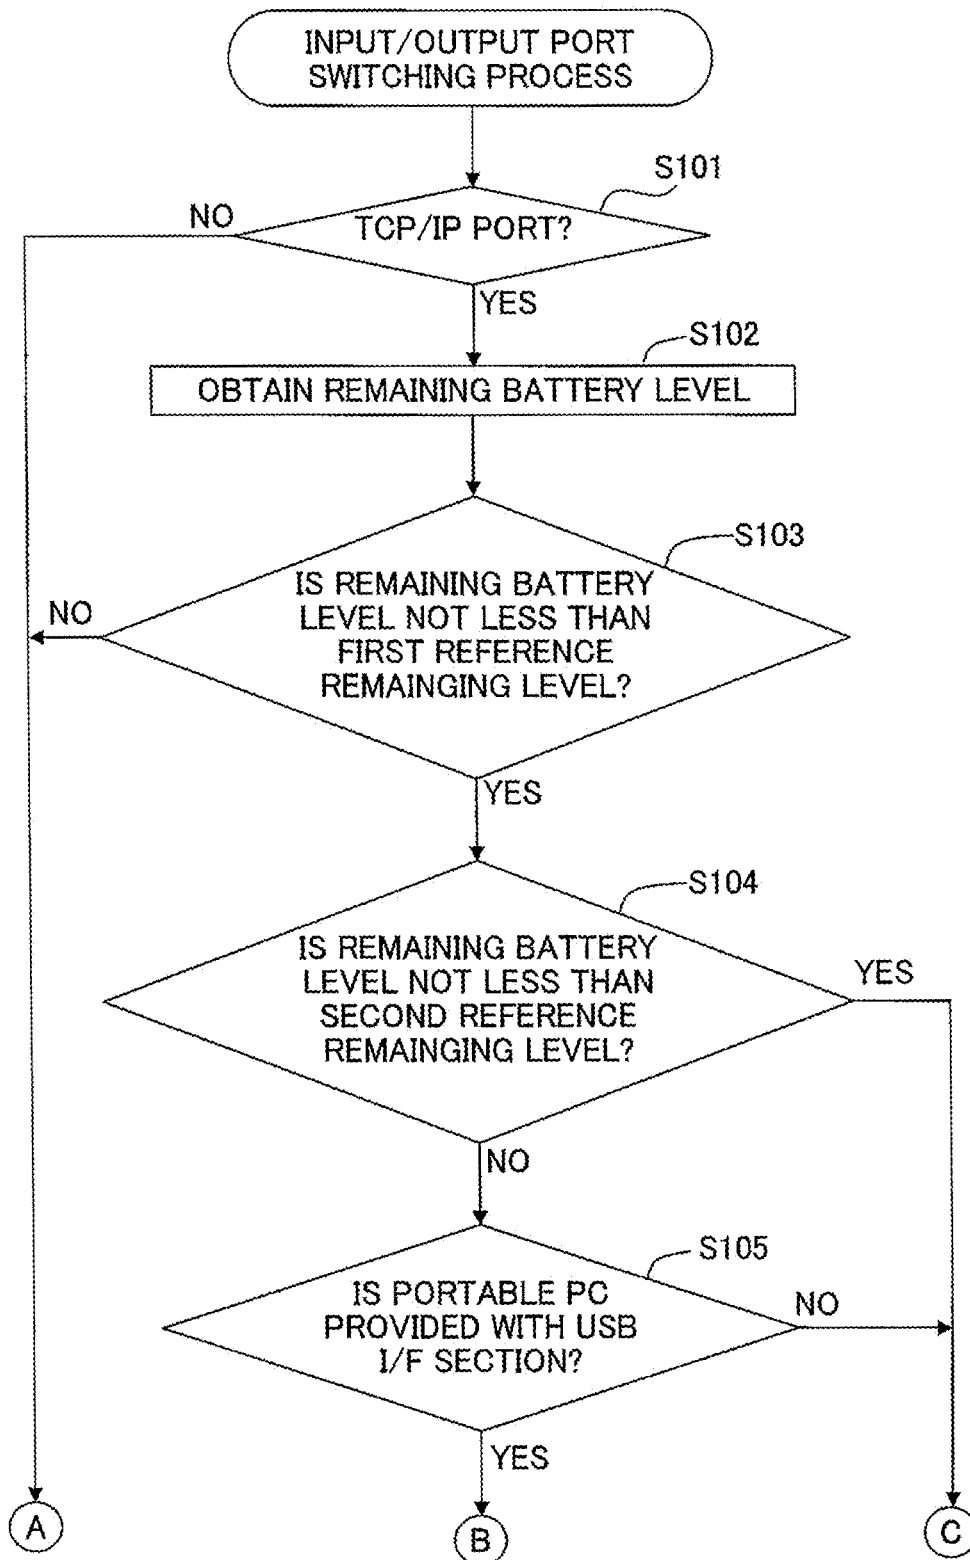 INPUT/OUTPUT PORT
SWITCHING PROCESS
S101
NO
TCP/IP PORT?
YES
S102
OBTAIN REMAINING BATTERY LEVEL
S103
IS REMAINING BATTERY
LEVEL NOT LESS THAN
FIRST REFERENCE
REMAINGING LEVEL?
NO
YES
S104
IS REMAINING BATTERY
LEVEL NOT LESS THAN
SECOND REFERENCE
REMAINGING LEVEL?
YES
NO
S105
IS PORTABLE PC
PROVIDED WITH USB
I/F SECTION?
NO
YES
A
B
C